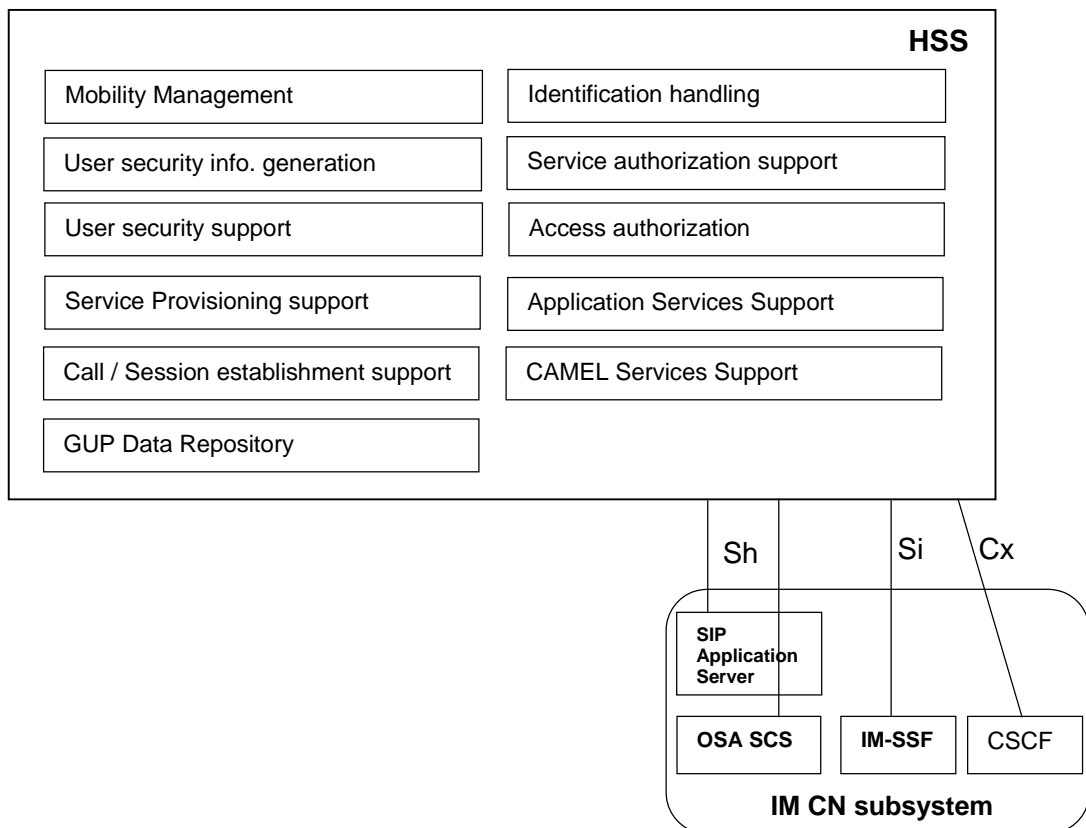 HSS
Mobility Management
Identification handling
User security info. generation
Service authorization support
User security support
Access authorization
Service Provisioning support
Application Services Support
Call / Session establishment support
CAMEL Services Support
GUP Data Repository
Sh
Si
Cx
SIP
Application
Server
OSA SCS
IM-SSF
CSCF
IM CN subsystem